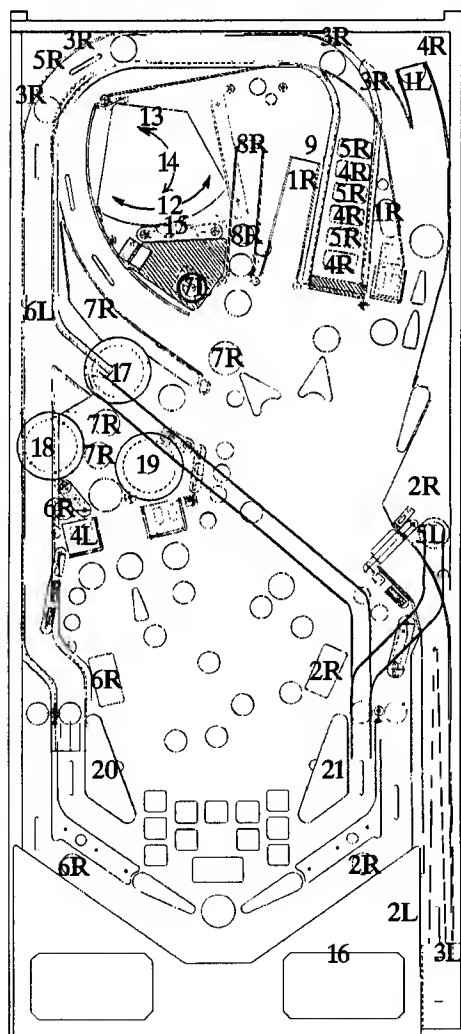 3R 3R
5R 4R
3R 3R 1L
13 9 5R
8R 4R
14 1R 5R
12 4R 1R
15 8R 5R
7L 4R
6L 7R
7R
17
7R
18 7R 19
2R
6R
4L 5L
6R 2R
20 21
6R 2R
2L
16 3L